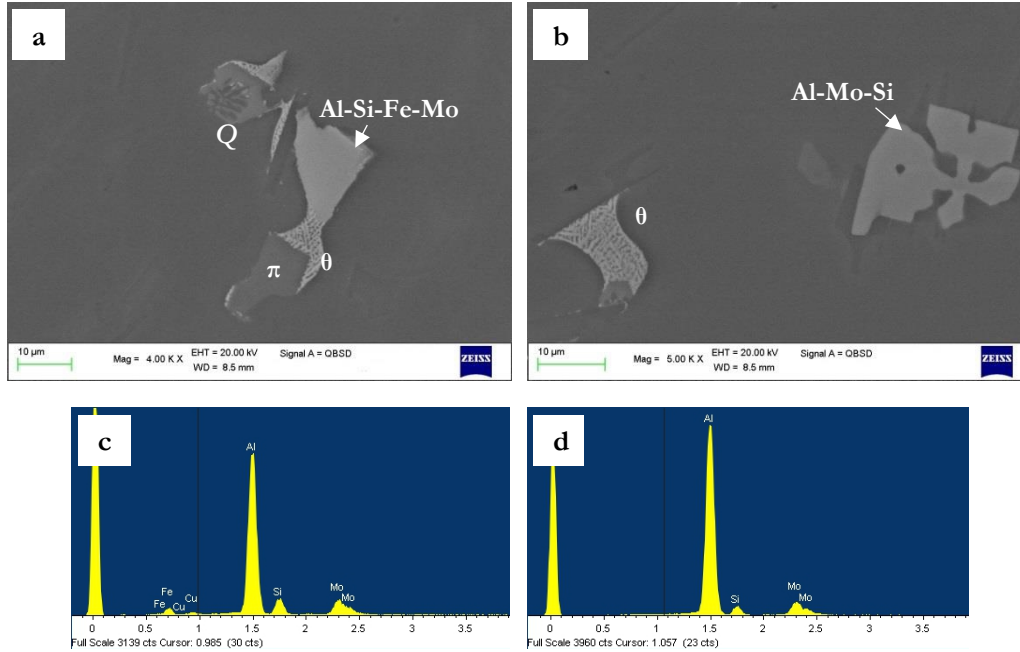 a
Al-Si-Fe-Mo
Q
π
θ
10 µm
Mag = 4.00 K X
EHT = 20.00 kV
WD = 8.5 mm
Signal A = QBSD
ZEISS
b
Al-Mo-Si
θ
10 µm
Mag = 5.00 K X
EHT = 20.00 kV
WD = 8.5 mm
Signal A = QBSD
ZEISS
c
Al
Fe
Fe
Cu
Cu
Si
Mo
Mo
0 0.5 1 1.5 2 2.5 3 3.5
Full Scale 3139 cts Cursor: 0.985 (30 cts)
d
Al
Si
Mo
Mo
0 0.5 1 1.5 2 2.5 3 3.5
Full Scale 3960 cts Cursor: 1.057 (23 cts)